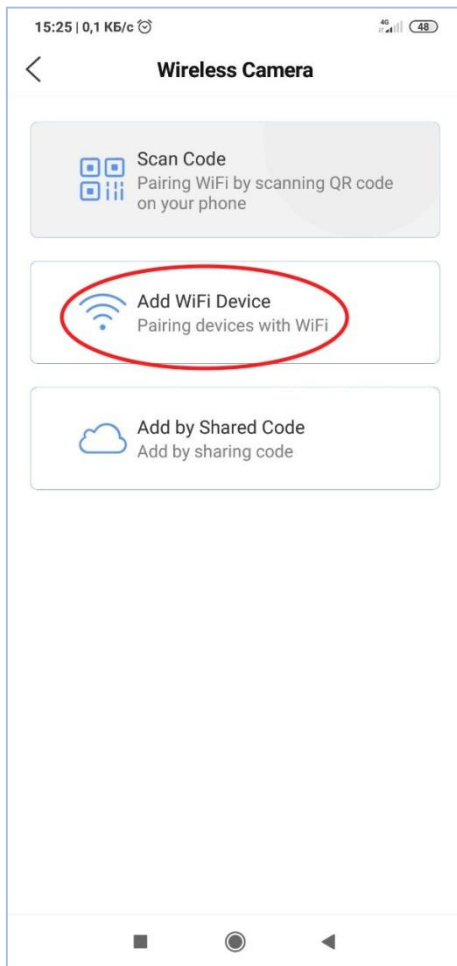 15:25 | 0,1 КБ/с
4G
48
Wireless Camera
Scan Code
Pairing WiFi by scanning QR code
on your phone
Add WiFi Device
Pairing devices with WiFi
Add by Shared Code
Add by sharing code